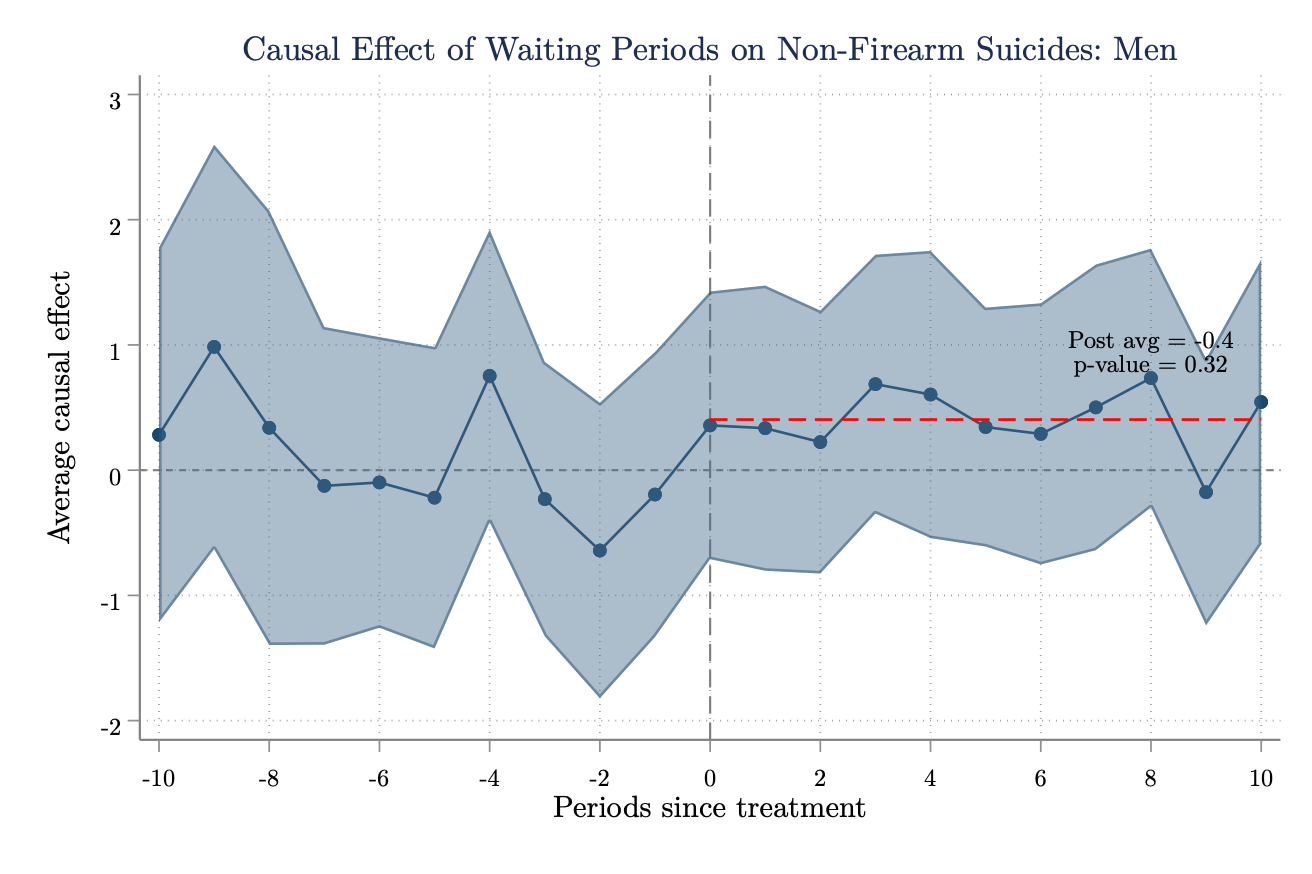 Causal Effect of Waiting Periods on Non-Firearm Suicides: Men
3
2
1
0
-1
-2
Average causal effect
Post avg = -0.4
p-value = 0.32
-10 -8 -6 -4 -2 0 2 4 6 8 10
Periods since treatment